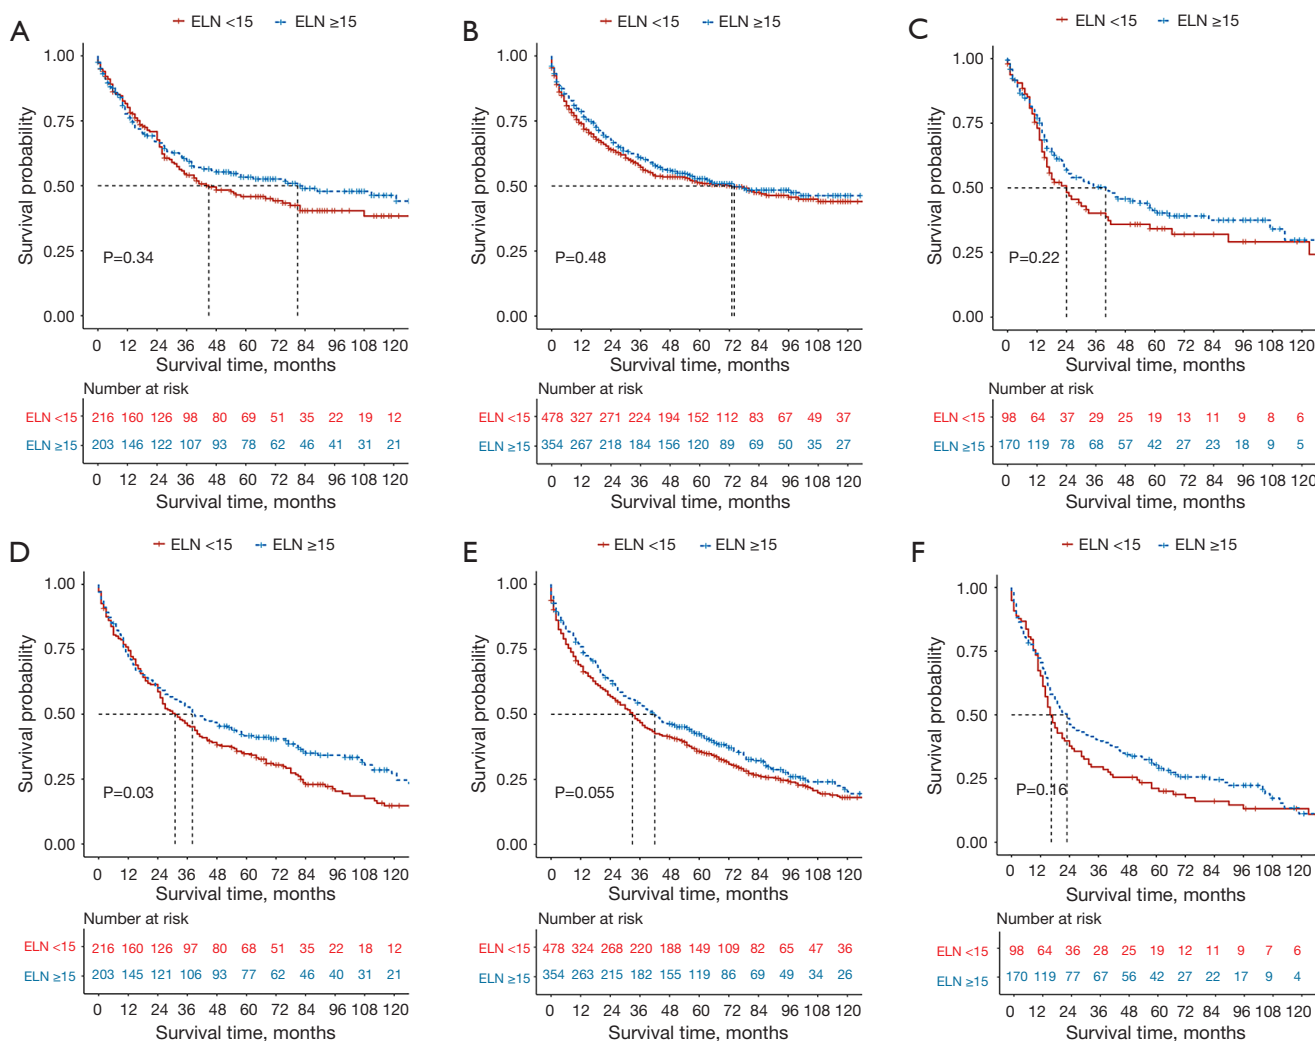 A
ELN <15 ELN ≥15
1.00
0.75
0.50
0.25
0.00
Survival probability
P=0.34
0 12 24 36 48 60 72 84 96 108 120
Survival time, months
Number at risk
ELN <15 216 160 126 98 80 69 51 35 22 19 12
ELN ≥15 203 146 122 107 93 78 62 46 41 31 21
0 12 24 36 48 60 72 84 96 108 120
Survival time, months
B
ELN <15 ELN ≥15
1.00
0.75
0.50
0.25
0.00
Survival probability
P=0.48
0 12 24 36 48 60 72 84 96 108 120
Survival time, months
Number at risk
ELN <15 478 327 271 224 194 152 112 83 67 49 37
ELN ≥15 354 267 218 184 156 120 89 69 50 35 27
0 12 24 36 48 60 72 84 96 108 120
Survival time, months
C
ELN <15 ELN ≥15
1.00
0.75
0.50
0.25
0.00
Survival probability
P=0.22
0 12 24 36 48 60 72 84 96 108 120
Survival time, months
Number at risk
ELN <15 98 64 37 29 25 19 13 11 9 8 6
ELN ≥15 170 119 78 68 57 42 27 23 18 9 5
0 12 24 36 48 60 72 84 96 108 120
Survival time, months
D
ELN <15 ELN ≥15
1.00
0.75
0.50
0.25
0.00
Survival probability
P=0.03
0 12 24 36 48 60 72 84 96 108 120
Survival time, months
Number at risk
ELN <15 216 160 126 97 80 68 51 35 22 18 12
ELN ≥15 203 145 121 106 93 77 62 46 40 31 21
0 12 24 36 48 60 72 84 96 108 120
Survival time, months
E
ELN <15 ELN ≥15
1.00
0.75
0.50
0.25
0.00
Survival probability
P=0.055
0 12 24 36 48 60 72 84 96 108 120
Survival time, months
Number at risk
ELN <15 478 324 268 220 188 149 109 82 65 47 36
ELN ≥15 354 263 215 182 155 119 86 69 49 34 26
0 12 24 36 48 60 72 84 96 108 120
Survival time, months
F
ELN <15 ELN ≥15
1.00
0.75
0.50
0.25
0.00
Survival probability
P=0.16
0 12 24 36 48 60 72 84 96 108 120
Survival time, months
Number at risk
ELN <15 98 64 36 28 25 19 12 11 9 7 6
ELN ≥15 170 119 77 67 56 42 27 22 17 9 4
0 12 24 36 48 60 72 84 96 108 120
Survival time, months